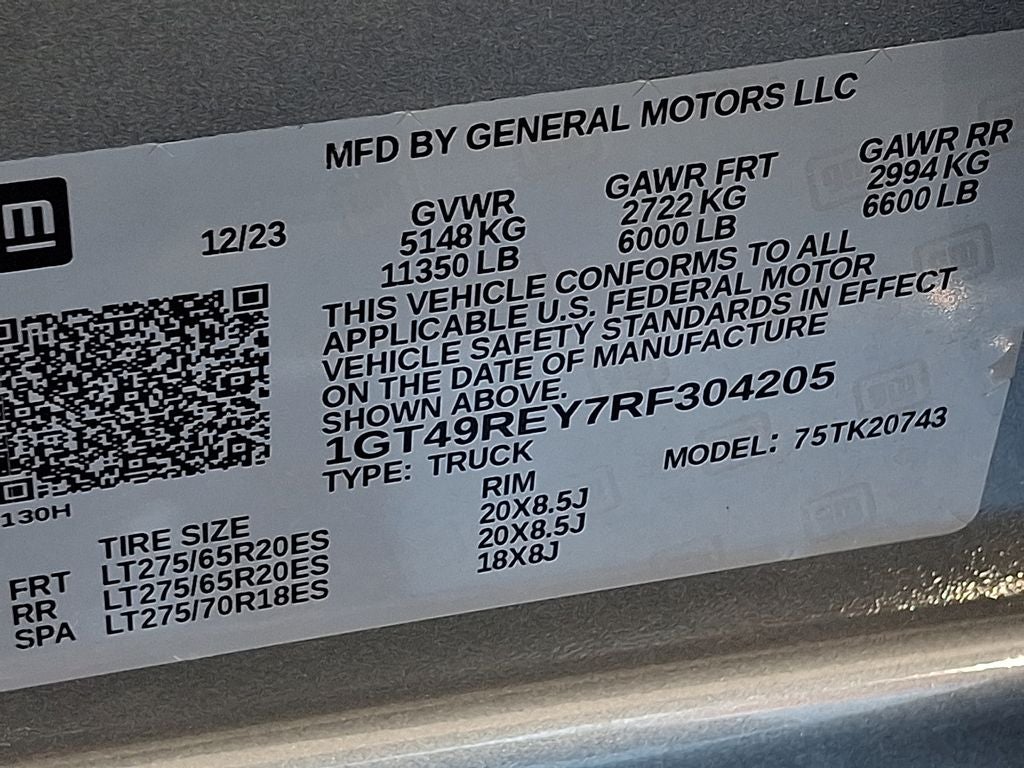 MFD BY GENERAL MOTORS LLC
gm
12/23
GVWR GAWR FRT GAWR RR
5148 KG 2722 KG 2994 KG
11350 LB 6000 LB 6600 LB
THIS VEHICLE CONFORMS TO ALL
APPLICABLE U.S. FEDERAL MOTOR
VEHICLE SAFETY STANDARDS IN EFFECT
ON THE DATE OF MANUFACTURE
SHOWN ABOVE.
1GT49REY7RF304205
TYPE: TRUCK MODEL: 75TK20743
130H
TIRE SIZE RIM
FRT LT275/65R20ES 20X8.5J
RR LT275/65R20ES 20X8.5J
SPA LT275/70R18ES 18X8J